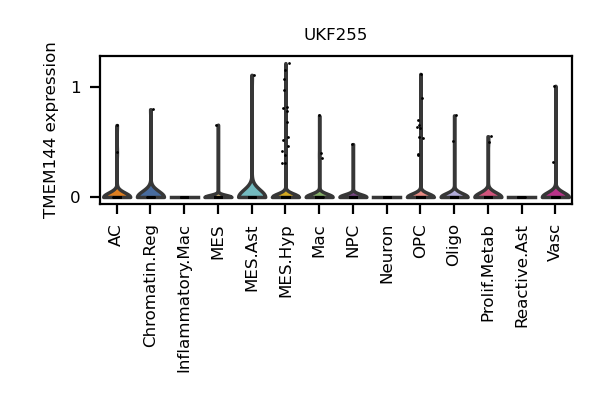 UKF255
TMEM144 expression
1
0
AC
Chromatin.Reg
Inflammatory.Mac
MES
MES.Ast
MES.Hyp
Mac
NPC
Neuron
OPC
Oligo
Prolif.Metab
Reactive.Ast
Vasc